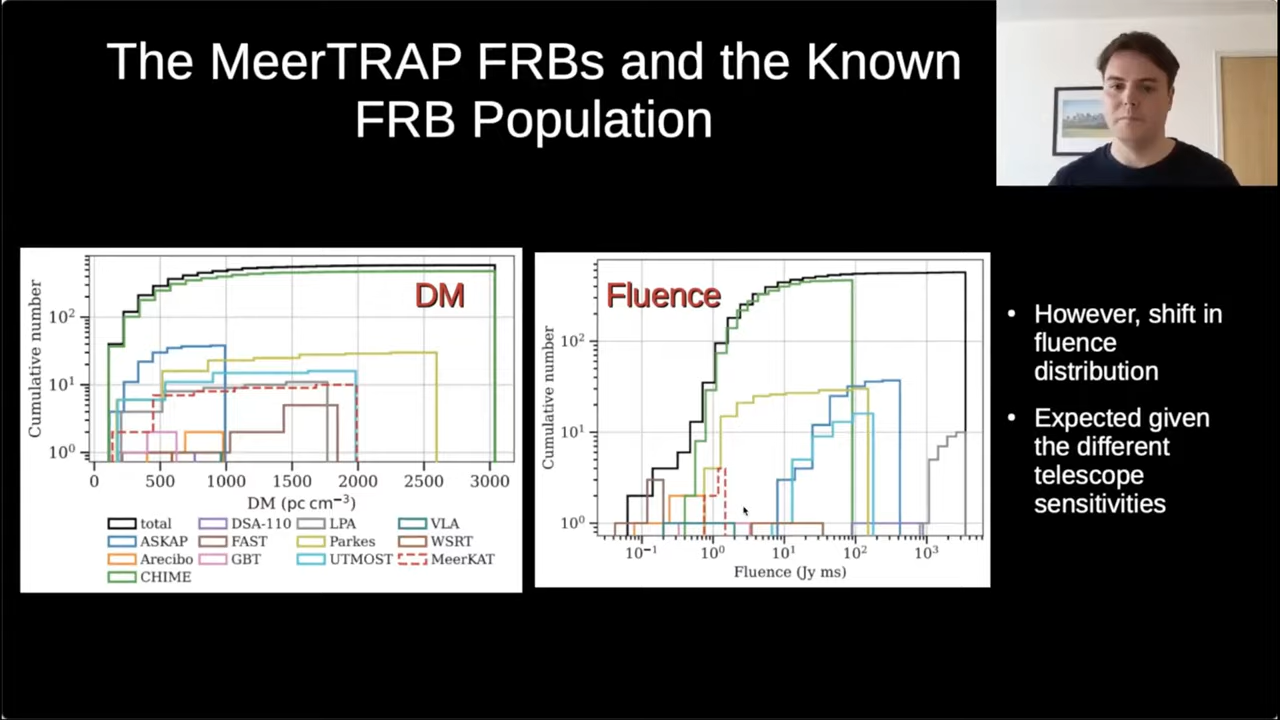 The MeerTRAP FRBs and the Known
FRB Population
DM
Cumulative number
10²
10¹
10⁰
0 500 1000 1500 2000 2500 3000
DM (pc cm⁻³)
total DSA-110 LPA VLA
ASKAP FAST Parkes WSRT
Arecibo GBT UTMOST MeerKAT
CHIME
Fluence
Cumulative number
10²
10¹
10⁰
10⁻¹ 10⁰ 10¹ 10² 10³
Fluence (Jy ms)
• However, shift in
fluence
distribution
• Expected given
the different
telescope
sensitivities